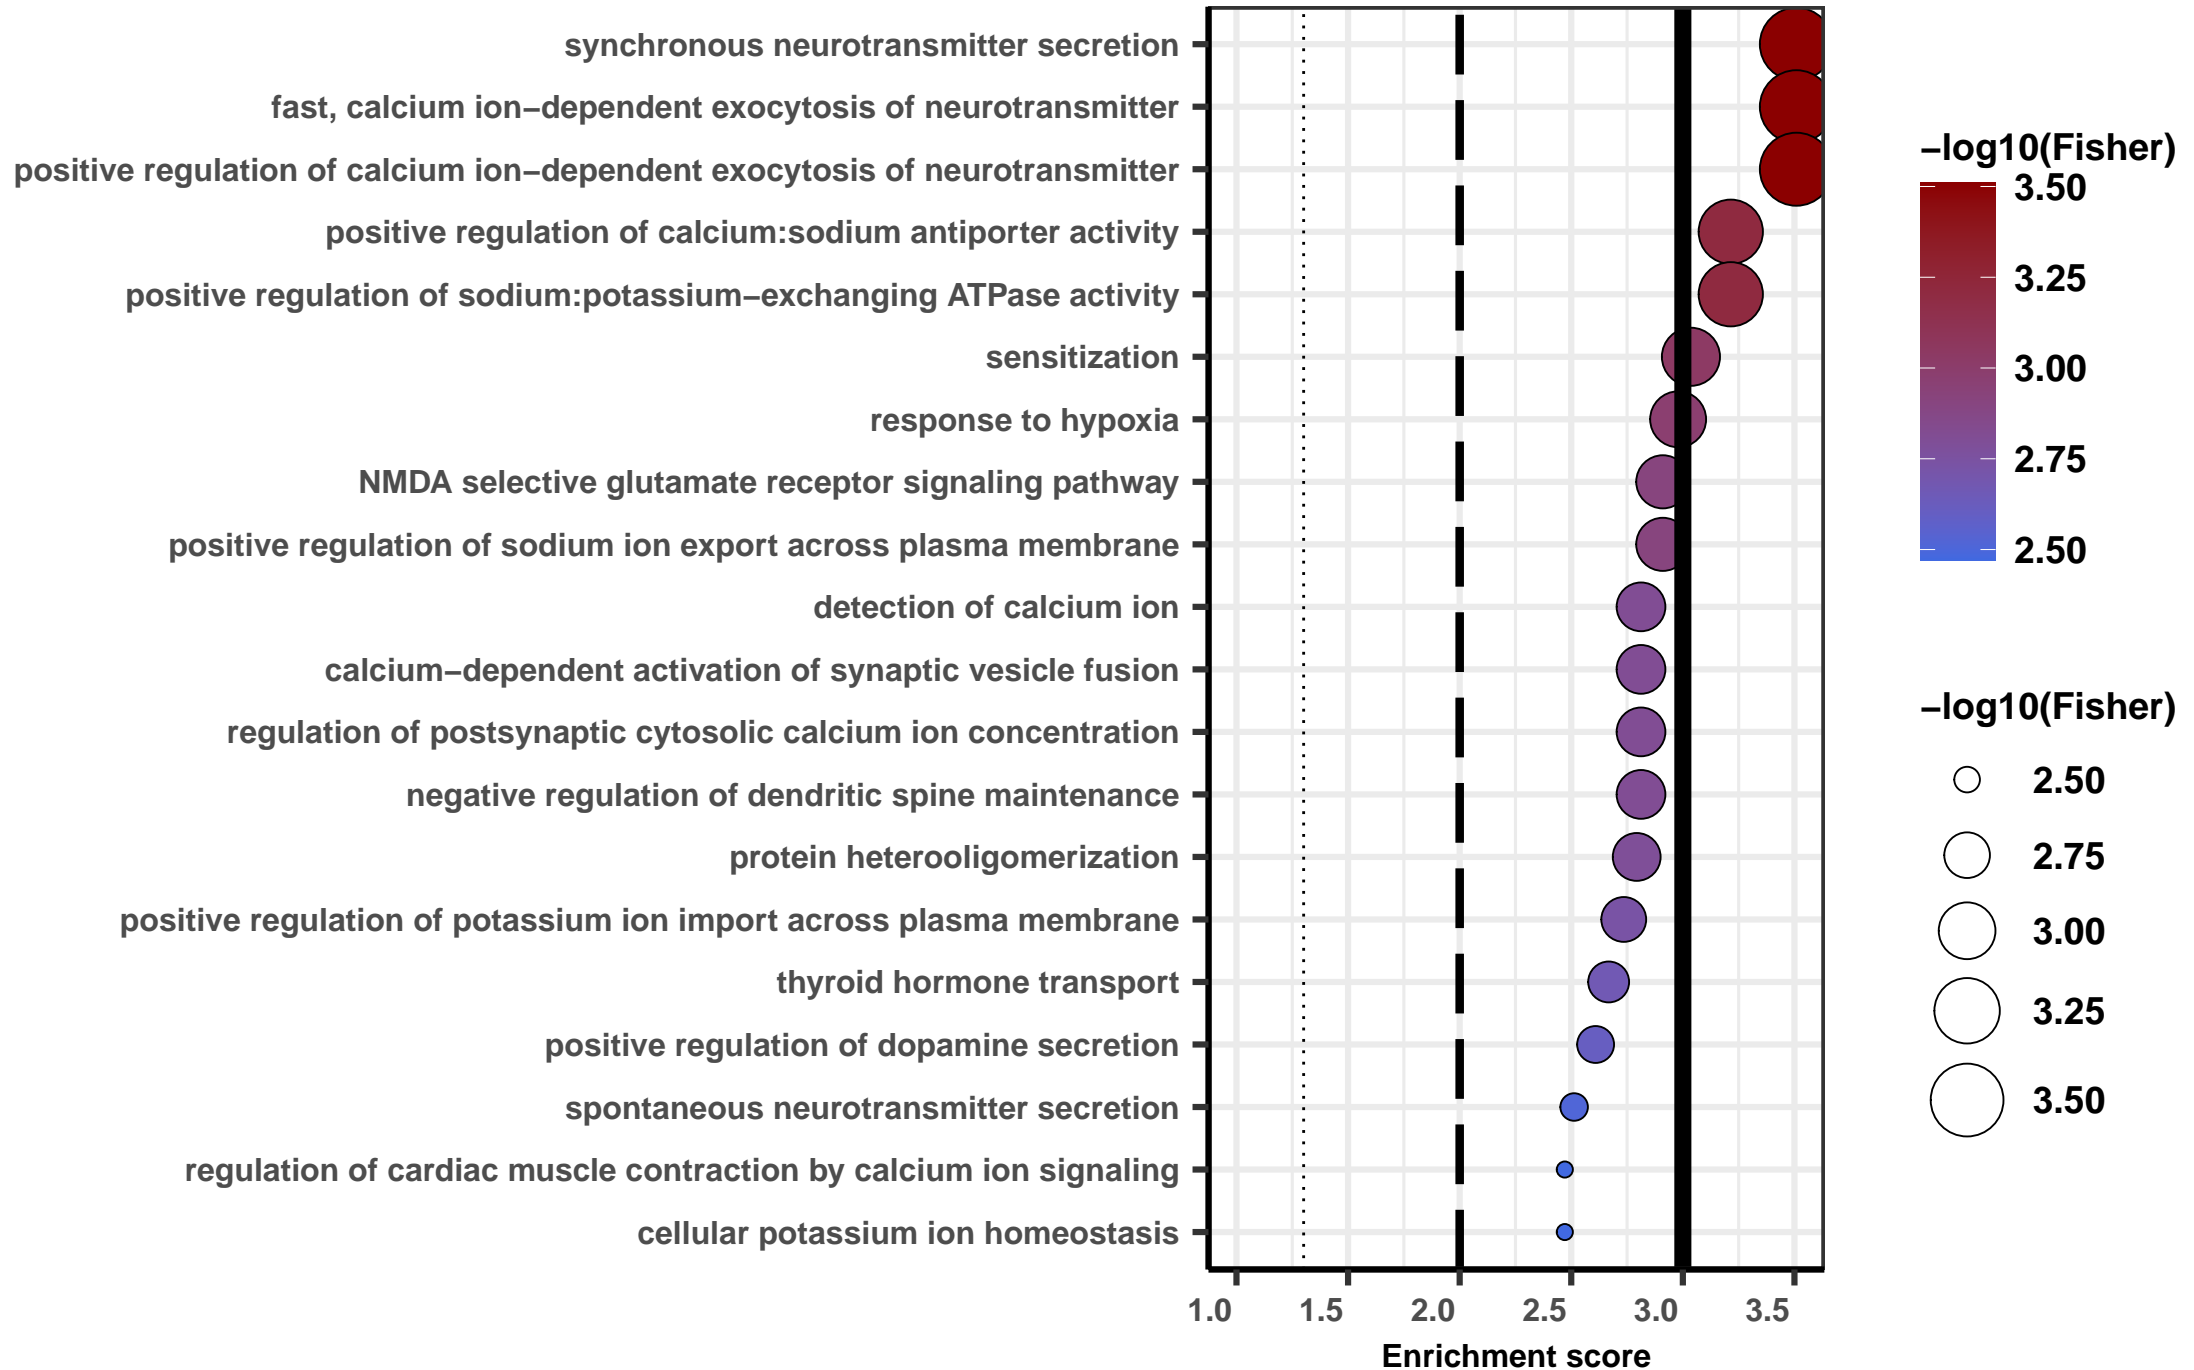 synchronous neurotransmitter secretion
fast, calcium ion−dependent exocytosis of neurotransmitter
positive regulation of calcium ion−dependent exocytosis of neurotransmitter
positive regulation of calcium:sodium antiporter activity
positive regulation of sodium:potassium−exchanging ATPase activity
sensitization
response to hypoxia
NMDA selective glutamate receptor signaling pathway
positive regulation of sodium ion export across plasma membrane
detection of calcium ion
calcium−dependent activation of synaptic vesicle fusion
regulation of postsynaptic cytosolic calcium ion concentration
negative regulation of dendritic spine maintenance
protein heterooligomerization
positive regulation of potassium ion import across plasma membrane
thyroid hormone transport
positive regulation of dopamine secretion
spontaneous neurotransmitter secretion
regulation of cardiac muscle contraction by calcium ion signaling
cellular potassium ion homeostasis
1.0 1.5 2.0 2.5 3.0 3.5
Enrichment score
−log10(Fisher)
3.50
3.25
3.00
2.75
2.50
−log10(Fisher)
2.50
2.75
3.00
3.25
3.50